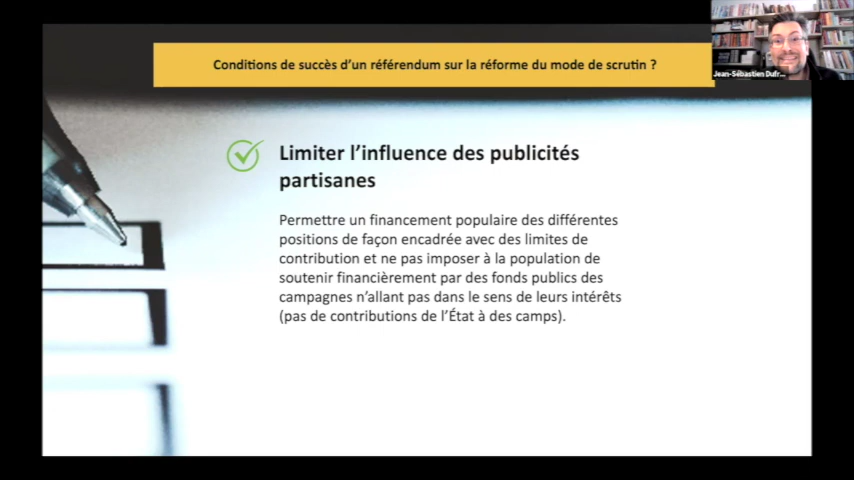 Conditions de succès d'un référendum sur la réforme du mode de scrutin ?
Jean-Sébastien Dufr...
Limiter l'influence des publicités
partisanes
Permettre un financement populaire des différentes
positions de façon encadrée avec des limites de
contribution et ne pas imposer à la population de
soutenir financièrement par des fonds publics des
campagnes n'allant pas dans le sens de leurs intérêts
(pas de contributions de l'État à des camps).